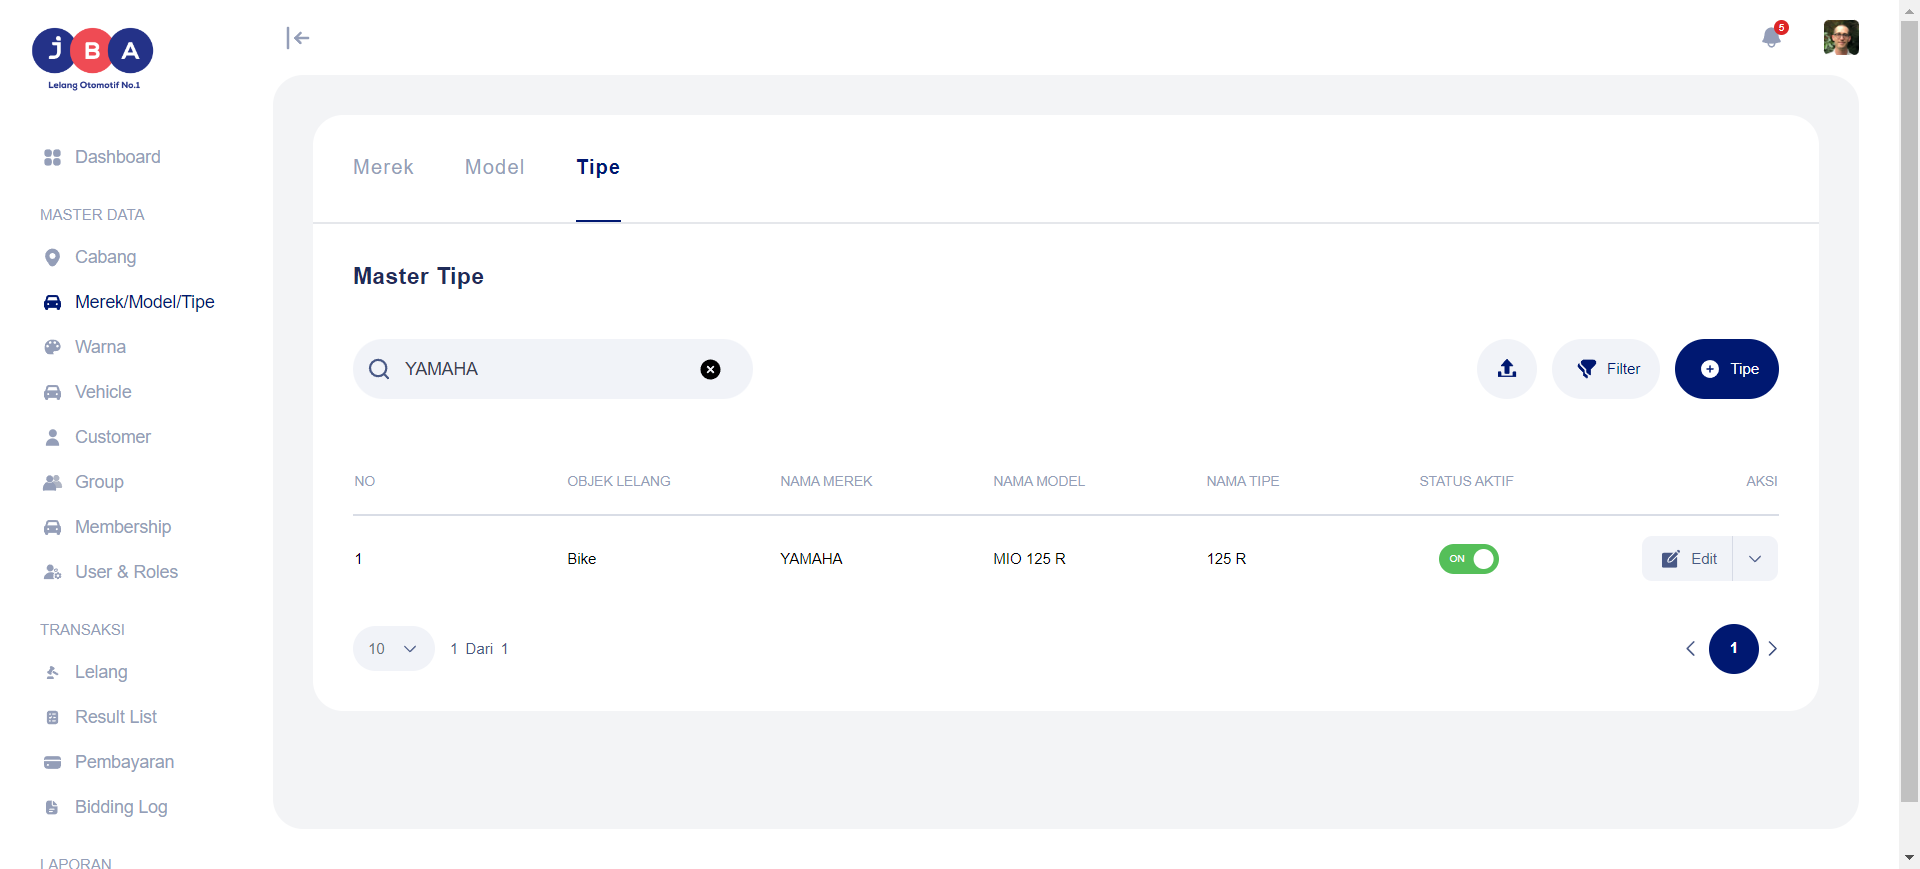 JBA
Lelang Otomotif No.1
5
Dashboard
MASTER DATA
Cabang
Merek/Model/Tipe
Warna
Vehicle
Customer
Group
Membership
User & Roles
TRANSAKSI
Lelang
Result List
Pembayaran
Bidding Log
LAPORAN
Merek Model Tipe
Master Tipe
YAMAHA
Filter
Tipe
NO OBJEK LELANG NAMA MEREK NAMA MODEL NAMA TIPE STATUS AKTIF AKSI
1 Bike YAMAHA MIO 125 R 125 R ON Edit
10 1 Dari 1
1